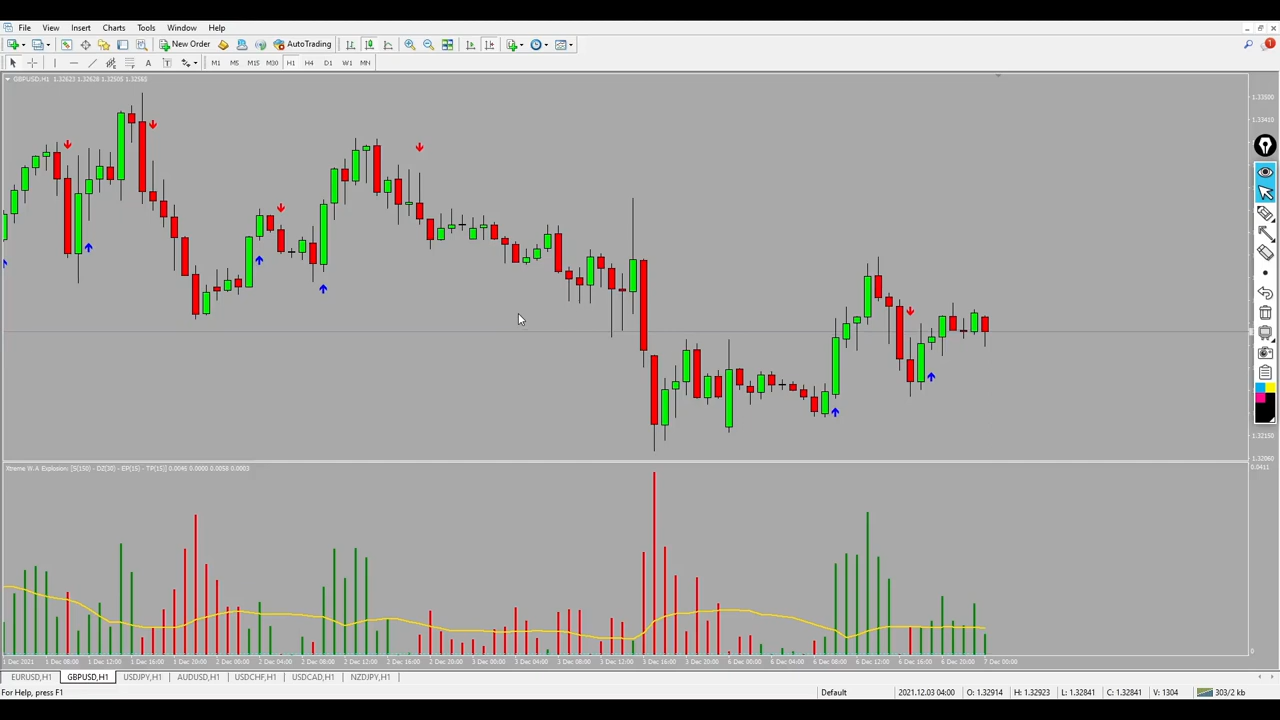 File View Insert Charts Tools Window Help
New Order AutoTrading
A T M1 M5 M15 M30 H1 H4 D1 W1 MN
GBPUSD,H1 1.32623 1.32628 1.32505 1.32560
1.33500
1.33410
1.32150
1.32060
Xtreme W.A Explosion: [S(150) - DZ(30) - EP(15) - TP(15)] 0.0046 0.0000 0.0058 0.0003
0.0411
0
1 Dec 2021 1 Dec 08:00 1 Dec 12:00 1 Dec 16:00 1 Dec 20:00 2 Dec 00:00 2 Dec 04:00 2 Dec 08:00 2 Dec 12:00 2 Dec 16:00 2 Dec 20:00 3 Dec 00:00 3 Dec 04:00 3 Dec 08:00 3 Dec 12:00 3 Dec 16:00 3 Dec 20:00 6 Dec 00:00 6 Dec 04:00 6 Dec 08:00 6 Dec 12:00 6 Dec 16:00 6 Dec 20:00 7 Dec 00:00
EURUSD,H1 GBPUSD,H1 USDJPY,H1 AUDUSD,H1 USDCHF,H1 USDCAD,H1 NZDJPY,H1
For Help, press F1 Default 2021.12.03 04:00 O: 1.32914 H: 1.32923 L: 1.32841 C: 1.32841 V: 1304 303/2 kb